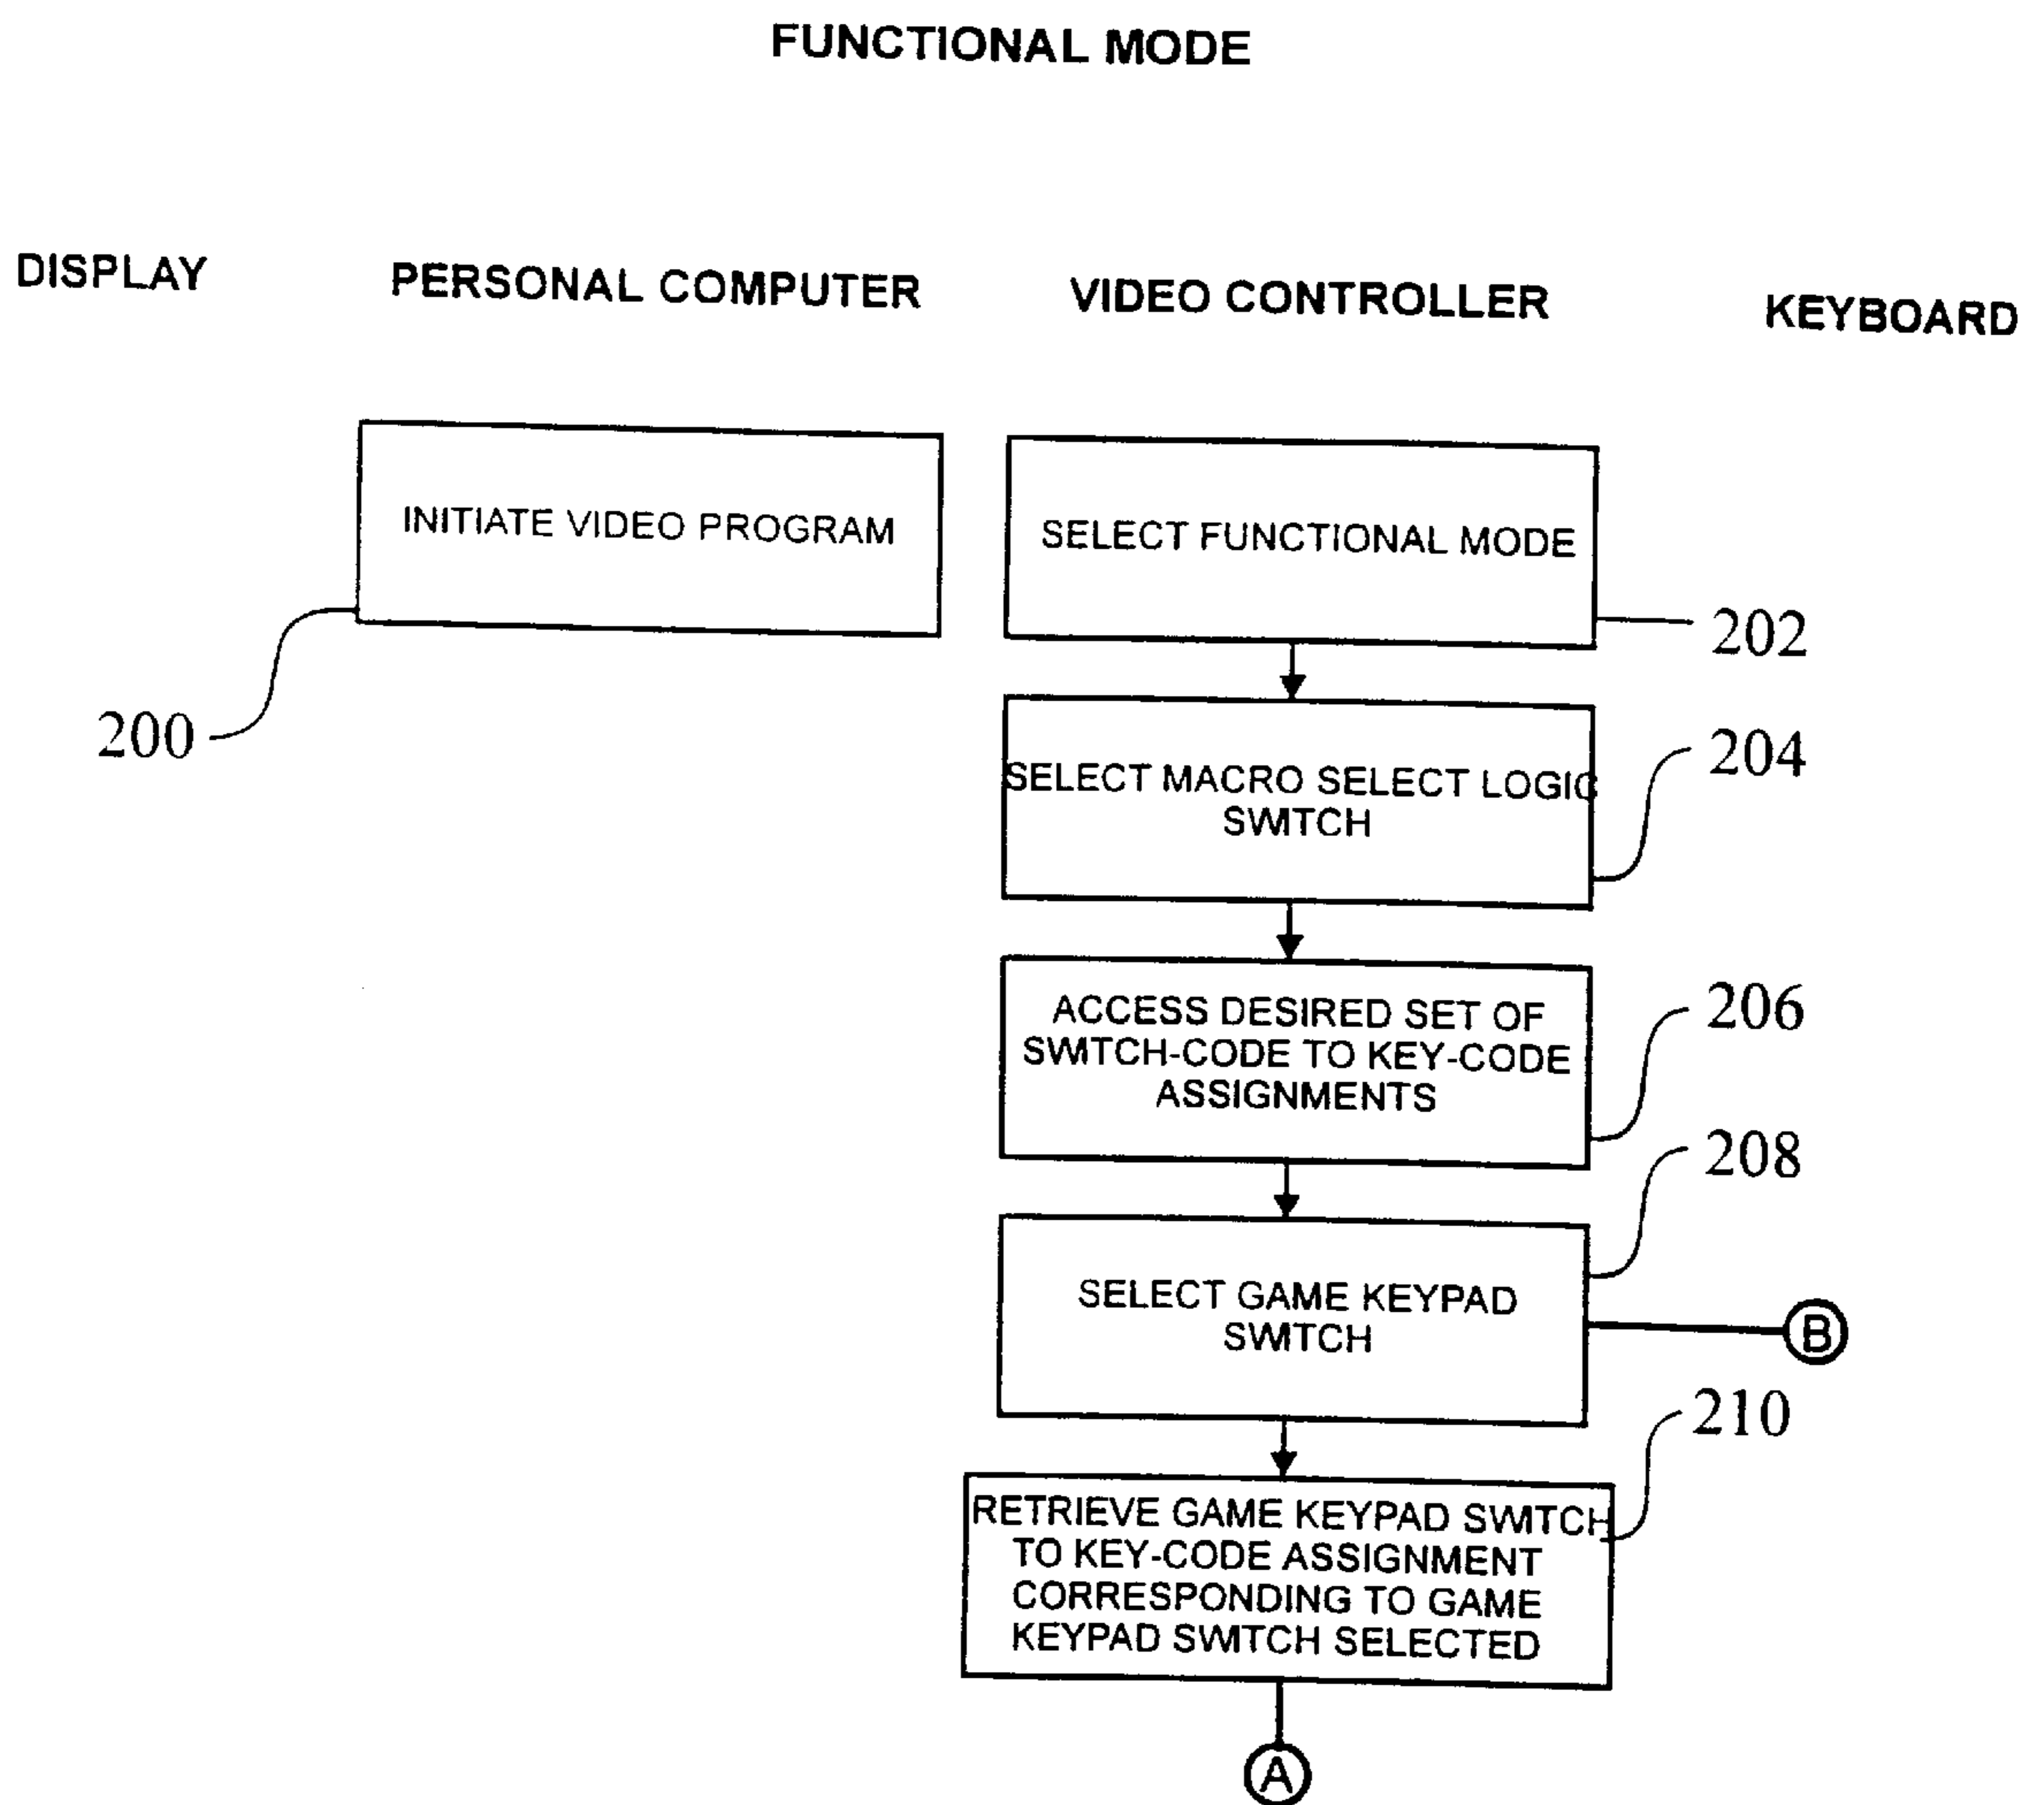 FUNCTIONAL MODE
DISPLAY
PERSONAL COMPUTER
VIDEO CONTROLLER
KEYBOARD
INITIATE VIDEO PROGRAM
200
SELECT FUNCTIONAL MODE
202
SELECT MACRO SELECT LOGIC
SWITCH
204
ACCESS DESIRED SET OF
SWITCH-CODE TO KEY-CODE
ASSIGNMENTS
206
SELECT GAME KEYPAD
SWITCH
208
B
RETRIEVE GAME KEYPAD SWITCH
TO KEY-CODE ASSIGNMENT
CORRESPONDING TO GAME
KEYPAD SWITCH SELECTED
210
A